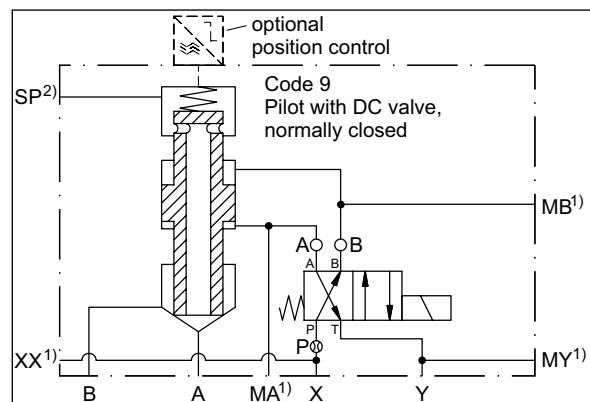 optional
position control
SP2)
Code 9
Pilot with DC valve,
normally closed
MB1)
A B
A B
P T
P
XX1)
MY1)
B A MA1) X Y